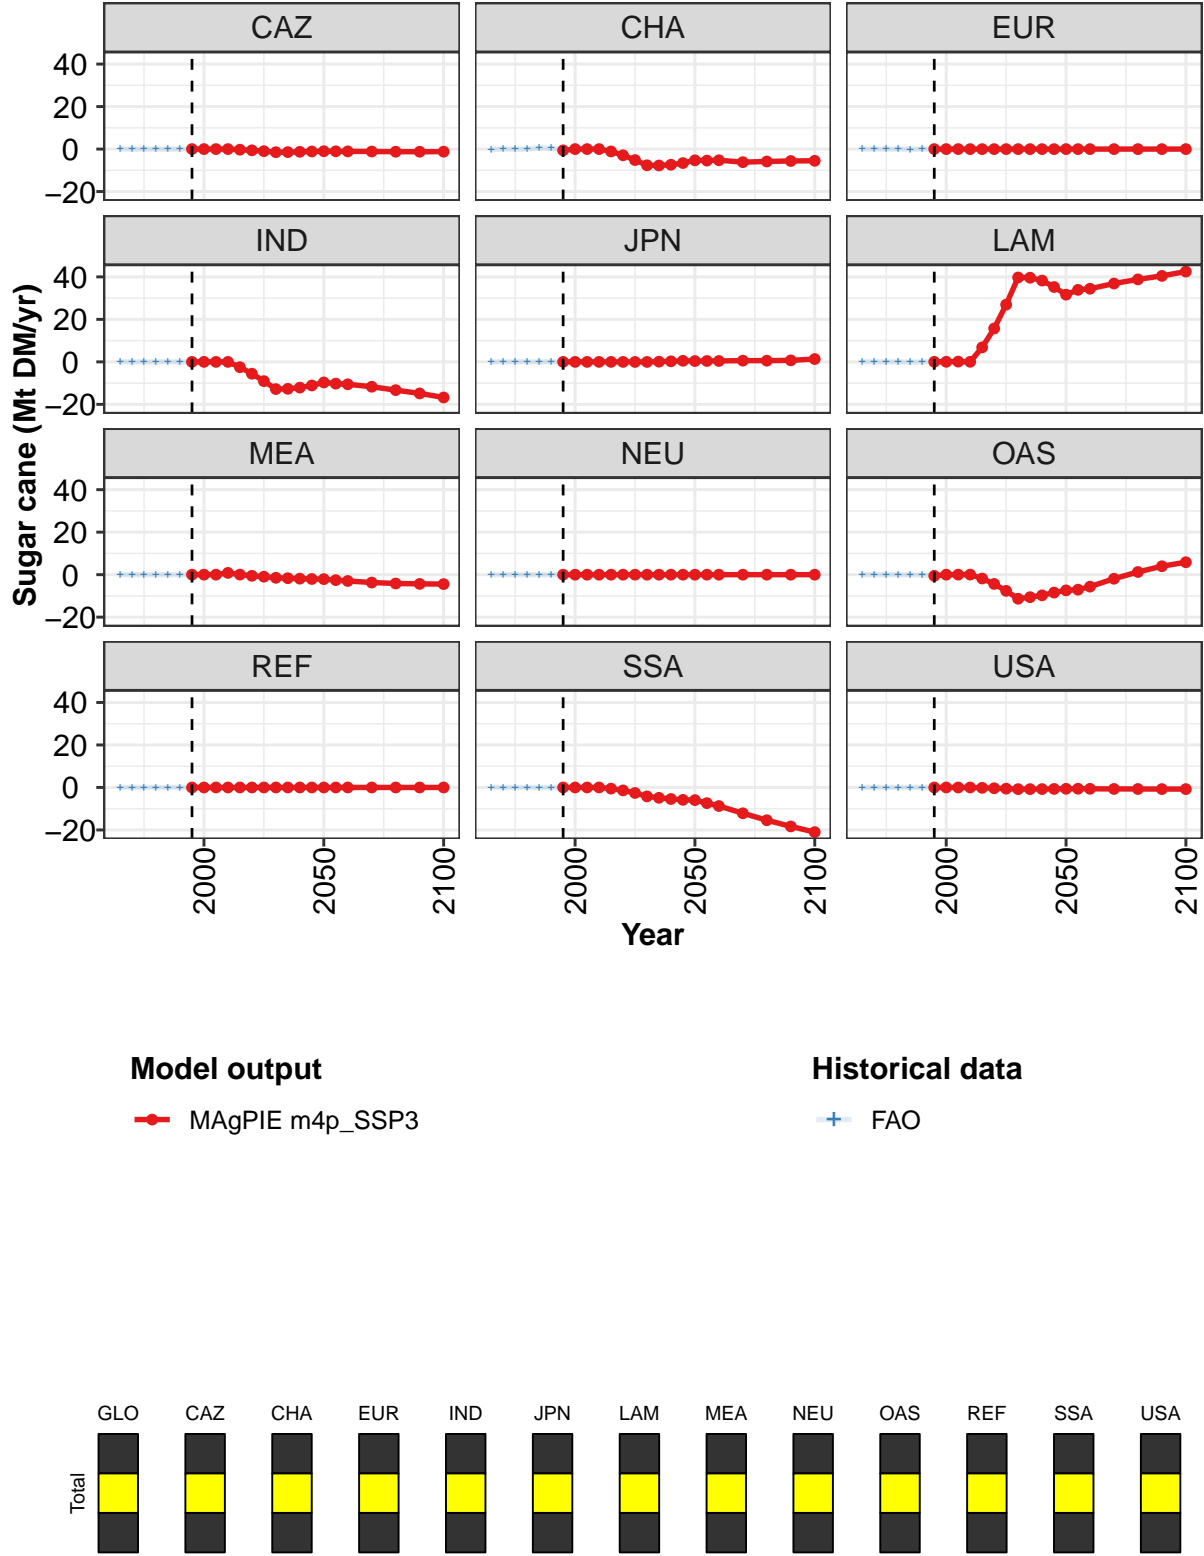 CAZ CHA EUR
40
20
0
−20
IND JPN LAM
40
20
0
−20
MEA NEU OAS
40
20
0
−20
REF SSA USA
40
20
0
−20
2000 2050 2100 2000 2050 2100 2000 2050 2100
Year
Sugar cane (Mt DM/yr)
Model output Historical data
MAgPIE m4p_SSP3 FAO
GLO CAZ CHA EUR IND JPN LAM MEA NEU OAS REF SSA USA
Total